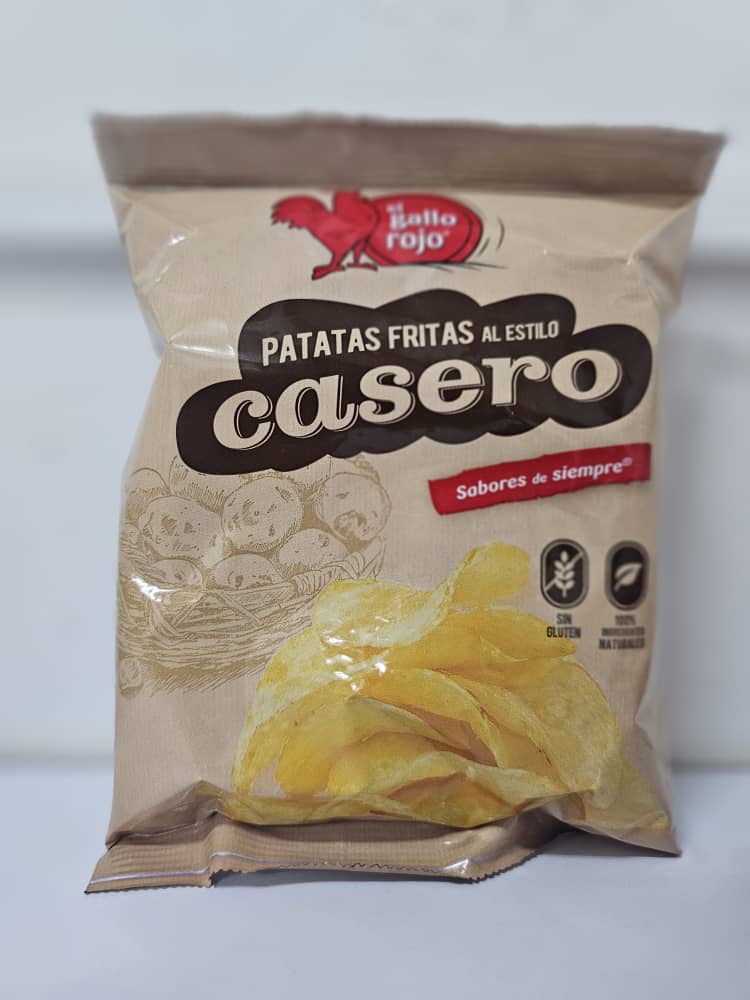 el
gallo
rojo®
PATATAS FRITAS AL ESTILO
casero
Sabores de siempre®
SIN
GLUTEN
100%
INGREDIENTES
NATURALES